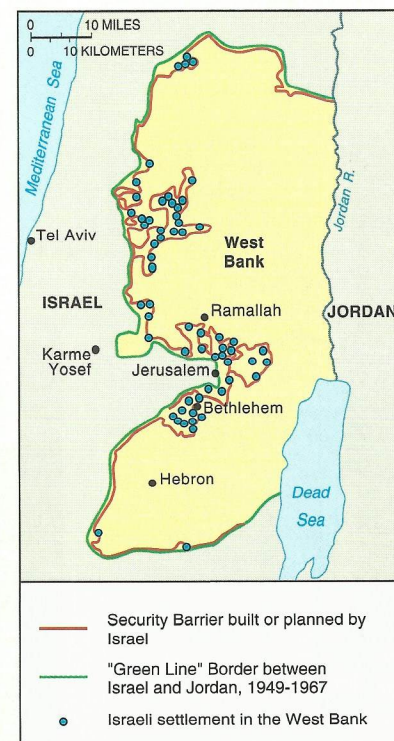 0 10 MILES
0 10 KILOMETERS
Mediterranean Sea
Jordan R.
Tel Aviv
West
Bank
ISRAEL
Ramallah
JORDAN
Karme
Yosef
Jerusalem
Bethlehem
Hebron
Dead
Sea
Security Barrier built or planned by
Israel
"Green Line" Border between
Israel and Jordan, 1949-1967
Israeli settlement in the West Bank